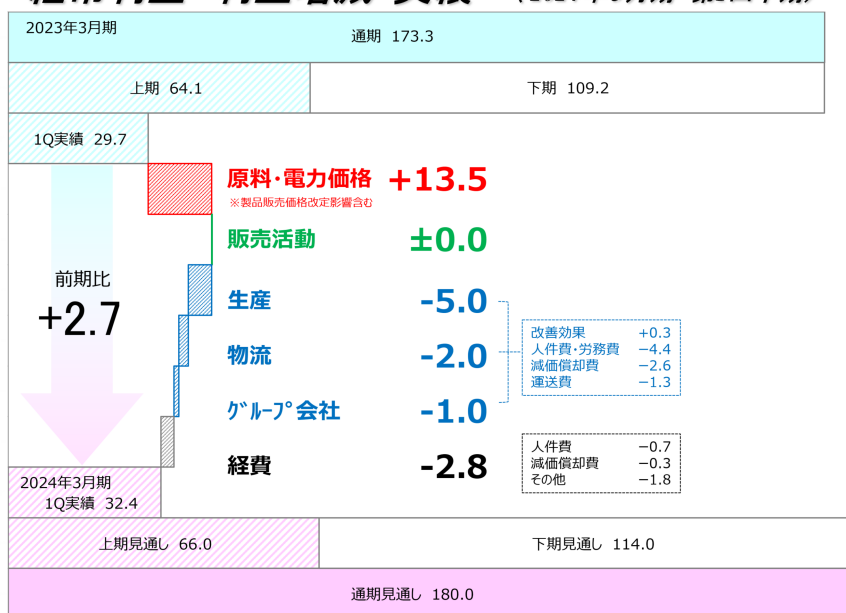 2023年3月期
通期 173.3
上期 64.1
下期 109.2
1Q実績 29.7
原料・電力価格 +13.5
※製品販売価格改定影響含む
販売活動 ±0.0
前期比
+2.7
生産 -5.0
物流 -2.0
ｸﾞﾙｰﾌﾟ会社 -1.0
改善効果 +0.3
人件費・労務費 −4.4
減価償却費 −2.6
運送費 −1.3
経費 -2.8
人件費 −0.7
減価償却費 −0.3
その他 −1.8
2024年3月期
1Q実績 32.4
上期見通し 66.0
下期見通し 114.0
通期見通し 180.0